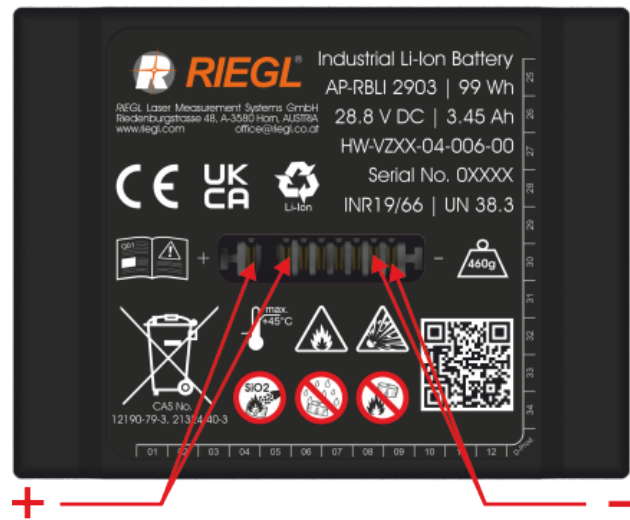 RIEGL®
Industrial Li-Ion Battery
AP-RBLI 2903 | 99 Wh
RIEGL Laser Measurement Systems GmbH
Riedenburgstrasse 48, A-3580 Horn, AUSTRIA
www.riegl.com office@riegl.co.at
28.8 V DC | 3.45 Ah
HW-VZXX-04-006-00
Serial No. 0XXXX
INR19/66 | UN 38.3
CE
UK
CA
Li-Ion
+
-
460g
max.
+45°C
SiO2
CAS No.
12190-79-3, 21324-40-3
25
26
27
28
29
30
31
32
33
34
01 02 03 04 05 06 07 08 09 10 11 12 D-Prod.
+ -